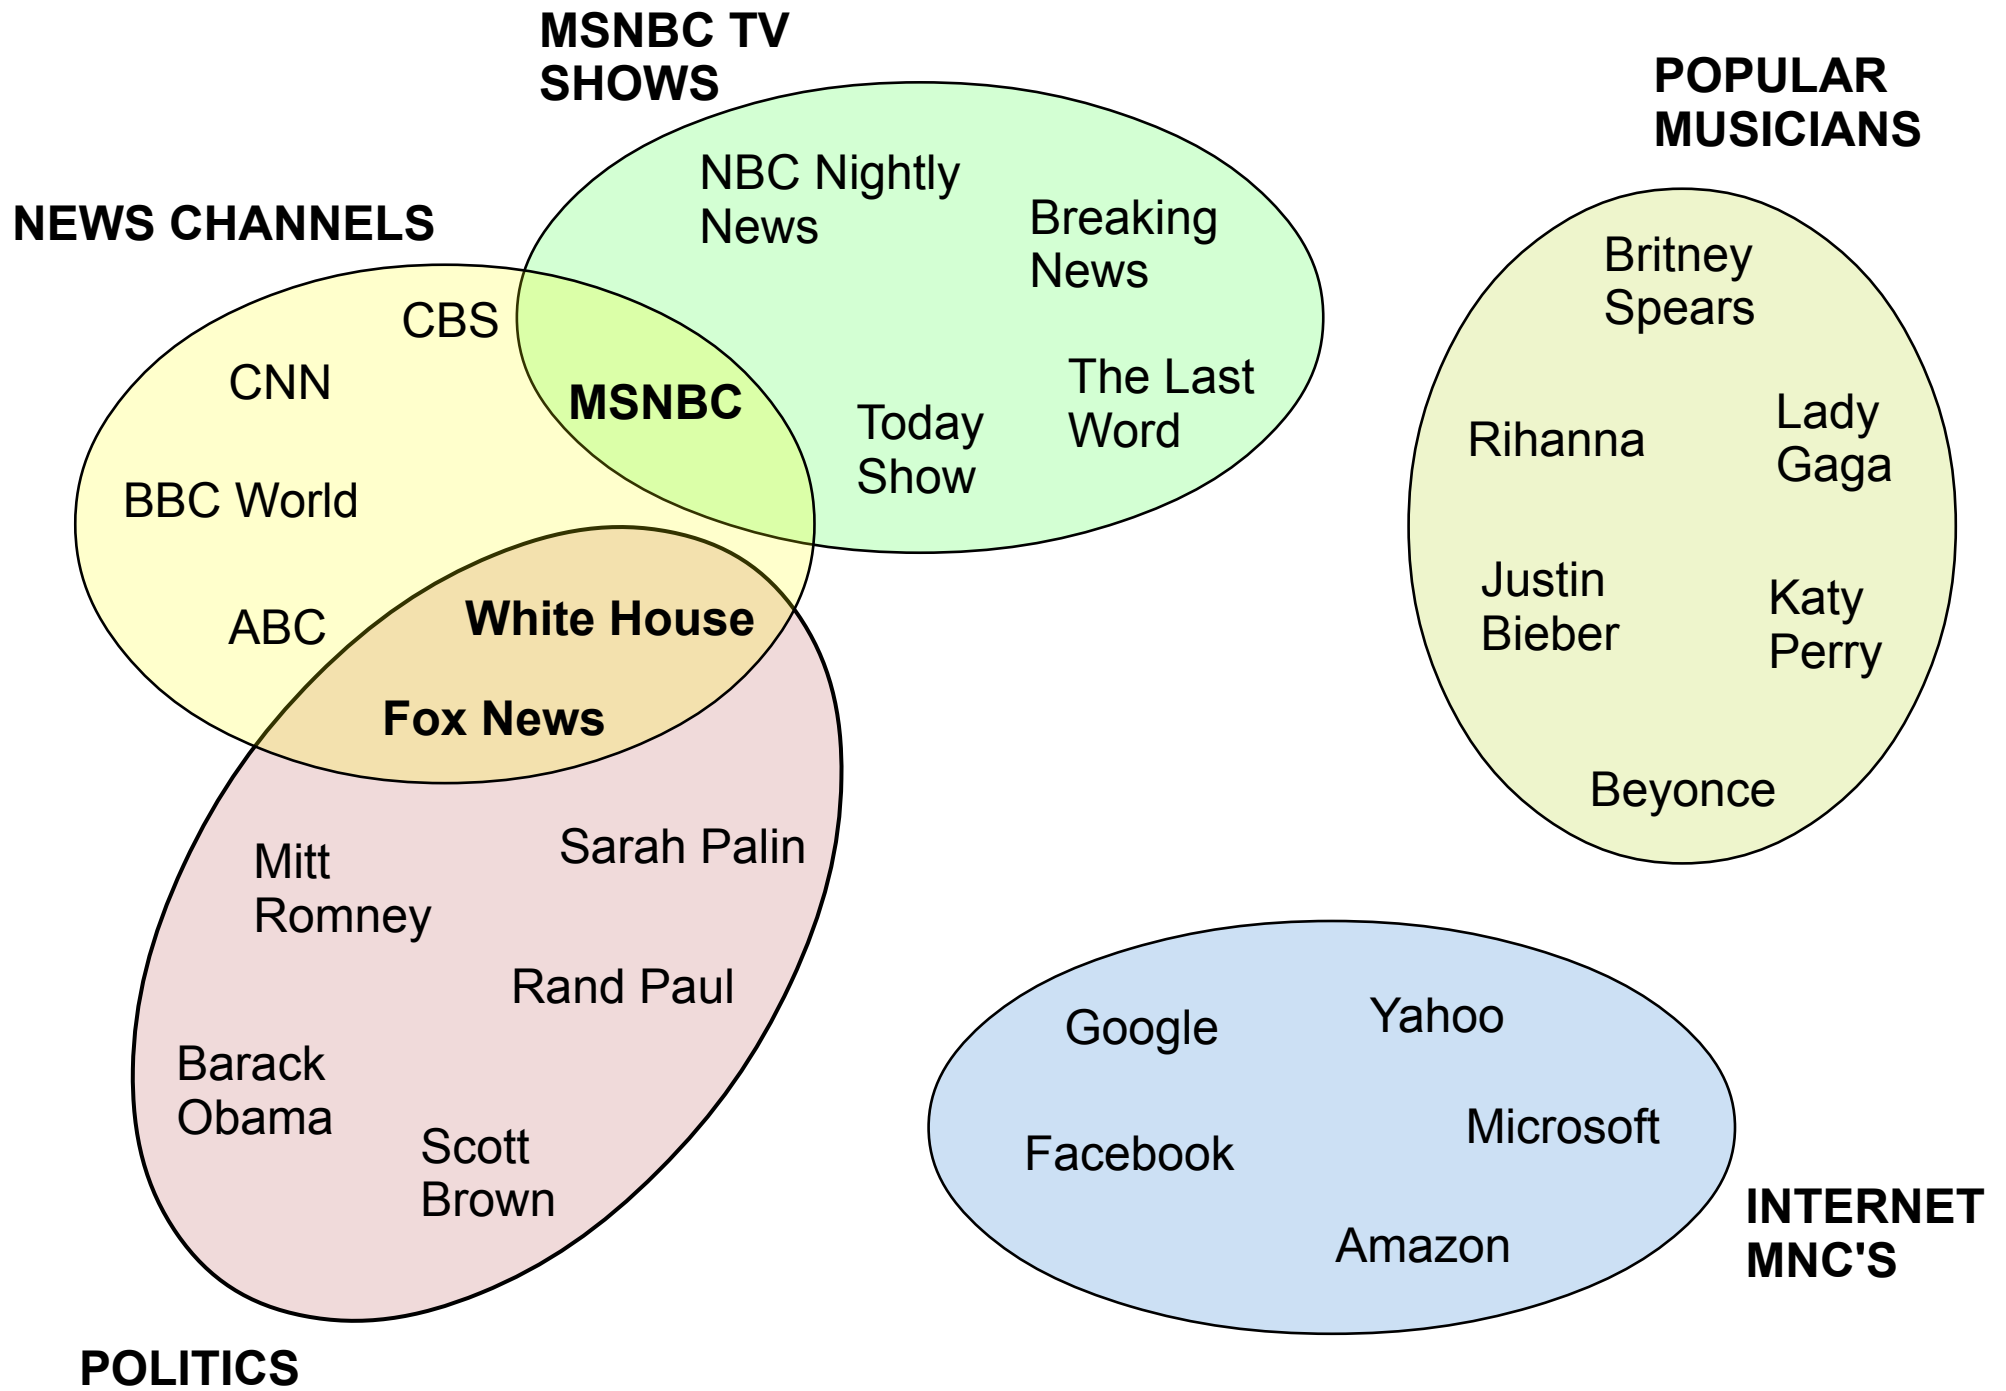 MSNBC TV
SHOWS
NBC Nightly
News
Breaking
News
The Last
Word
Today
Show
NEWS CHANNELS
CBS
CNN
MSNBC
BBC World
ABC
White House
Fox News
Mitt
Romney
Sarah Palin
Rand Paul
Barack
Obama
Scott
Brown
POLITICS
POPULAR
MUSICIANS
Britney
Spears
Rihanna
Lady
Gaga
Justin
Bieber
Katy
Perry
Beyonce
Google
Yahoo
Facebook
Microsoft
Amazon
INTERNET
MNC'S